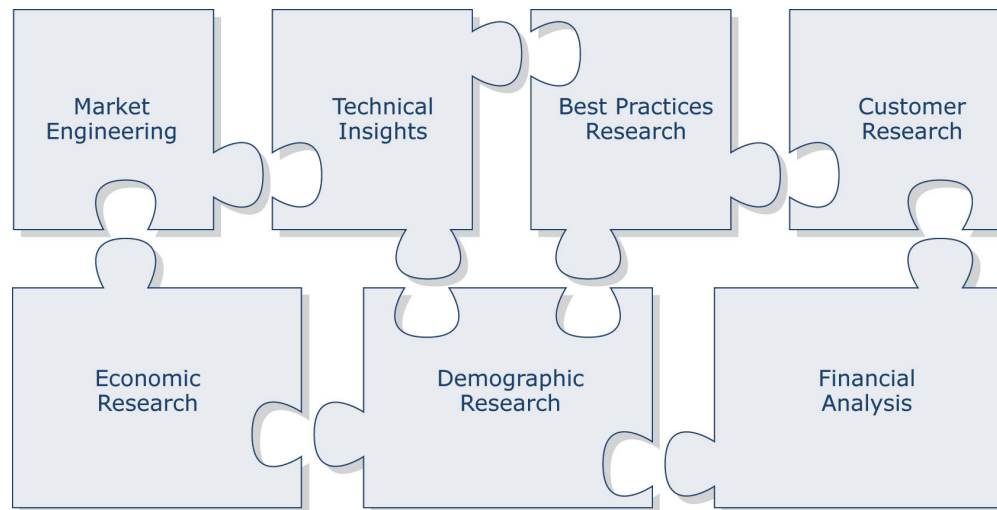 Market
Engineering
Technical
Insights
Best Practices
Research
Customer
Research
Economic
Research
Demographic
Research
Financial
Analysis